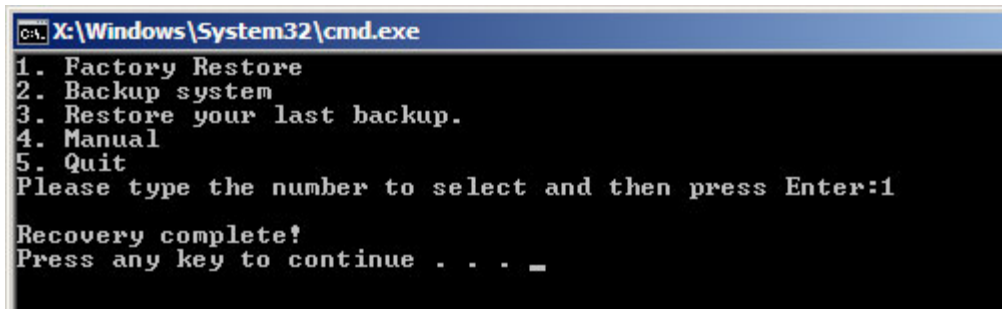 X:\Windows\System32\cmd.exe
1. Factory Restore
2. Backup system
3. Restore your last backup.
4. Manual
5. Quit
Please type the number to select and then press Enter:1
Recovery complete!
Press any key to continue . . . _